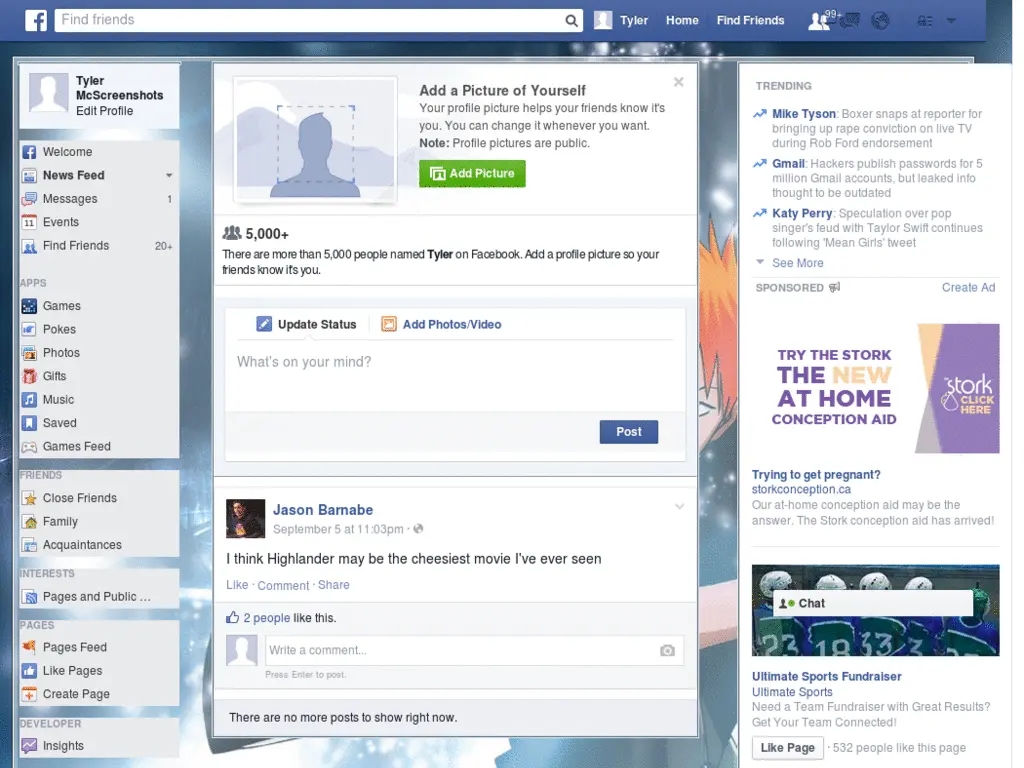 Find friends
Tyler
Home
Find Friends
99+
Tyler
McScreenshots
Edit Profile
Welcome
News Feed
Messages
1
Events
Find Friends
20+
APPS
Games
Pokes
Photos
Gifts
Music
Saved
Games Feed
FRIENDS
Close Friends
Family
Acquaintances
INTERESTS
Pages and Public ...
PAGES
Pages Feed
Like Pages
Create Page
DEVELOPER
Insights
Add a Picture of Yourself
Your profile picture helps your friends know it's
you. You can change it whenever you want.
Note: Profile pictures are public.
Add Picture
5,000+
There are more than 5,000 people named Tyler on Facebook. Add a profile picture so your
friends know it's you.
Update Status
Add Photos/Video
What's on your mind?
Post
Jason Barnabe
September 5 at 11:03pm ·
I think Highlander may be the cheesiest movie I've ever seen
Like · Comment · Share
2 people like this.
Write a comment...
Press Enter to post.
There are no more posts to show right now.
TRENDING
Mike Tyson: Boxer snaps at reporter for
bringing up rape conviction on live TV
during Rob Ford endorsement
Gmail: Hackers publish passwords for 5
million Gmail accounts, but leaked info
thought to be outdated
Katy Perry: Speculation over pop
singer's feud with Taylor Swift continues
following 'Mean Girls' tweet
See More
SPONSORED
Create Ad
TRY THE STORK
THE NEW
AT HOME
CONCEPTION AID
the stork
CLICK
HERE
Trying to get pregnant?
storkconception.ca
Our at-home conception aid may be the
answer. The Stork conception aid has arrived!
Chat
18 33 33
Ultimate Sports Fundraiser
Ultimate Sports
Need a Team Fundraiser with Great Results?
Get Your Team Connected!
Like Page · 532 people like this page